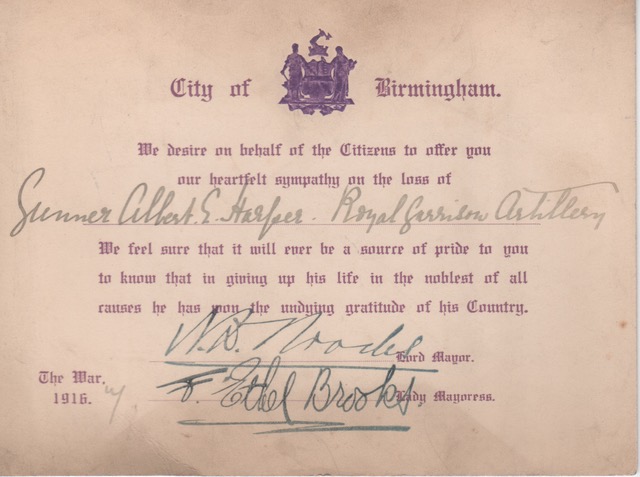 City of Birmingham.
We desire on behalf of the Citizens to offer you
our heartfelt sympathy on the loss of
Gunner Albert. E. Harper. Royal Garrison Artillery
We feel sure that it will ever be a source of pride to you
to know that in giving up his life in the noblest of all
causes he has won the undying gratitude of his Country.
Lord Mayor.
The War.
1916.
F. Ethel Brooks
Lady Mayoress.